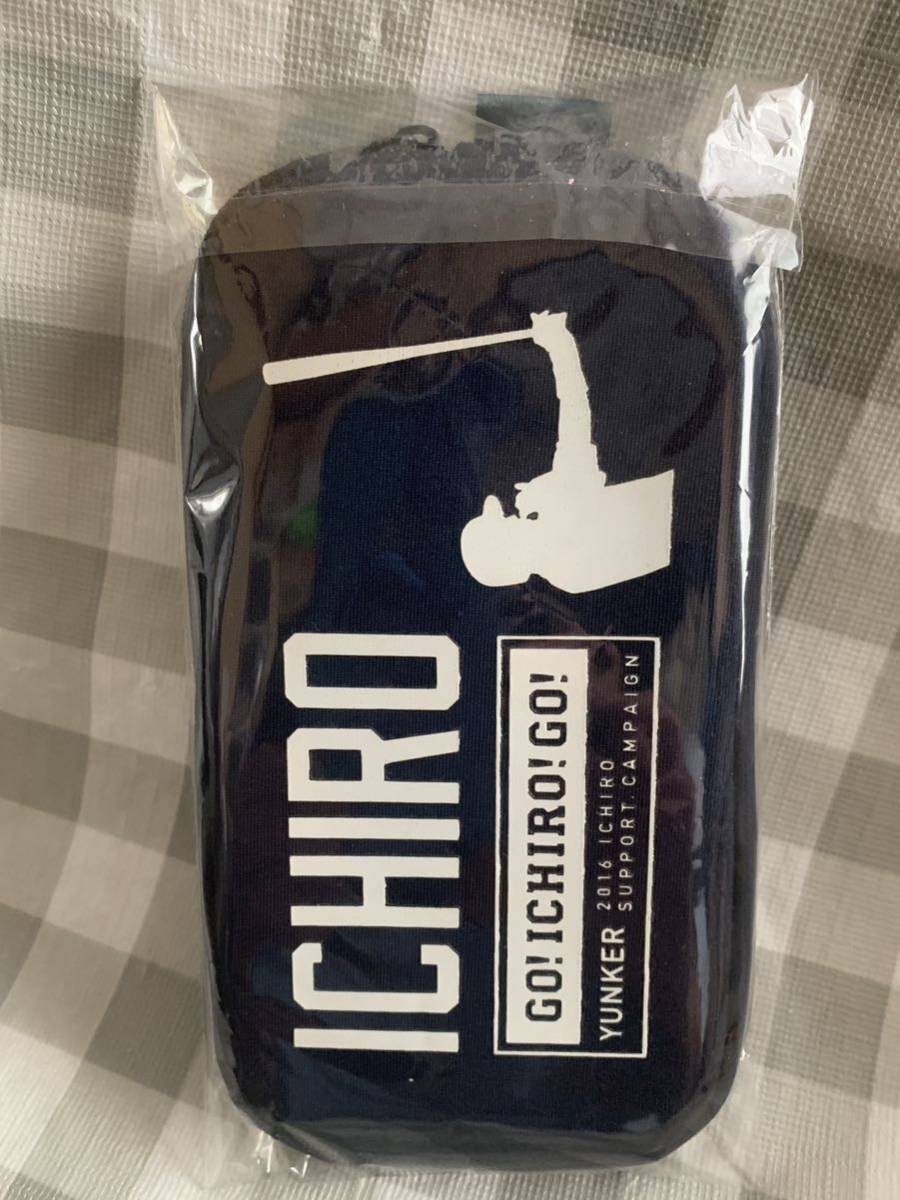 ICHIRO
GO! ICHIRO! GO!
YUNKER 2016 ICHIRO
SUPPORT. CAMPAIGN